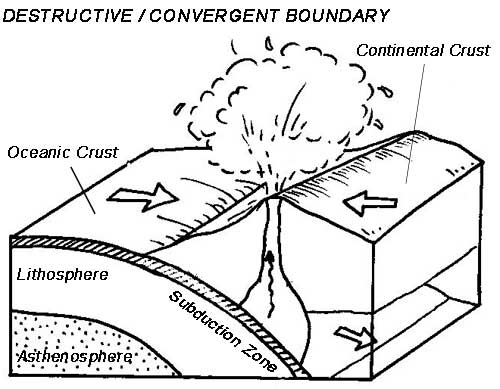 DESTRUCTIVE / CONVERGENT BOUNDARY
Continental Crust
Oceanic Crust
Lithosphere
Subduction Zone
Asthenosphere